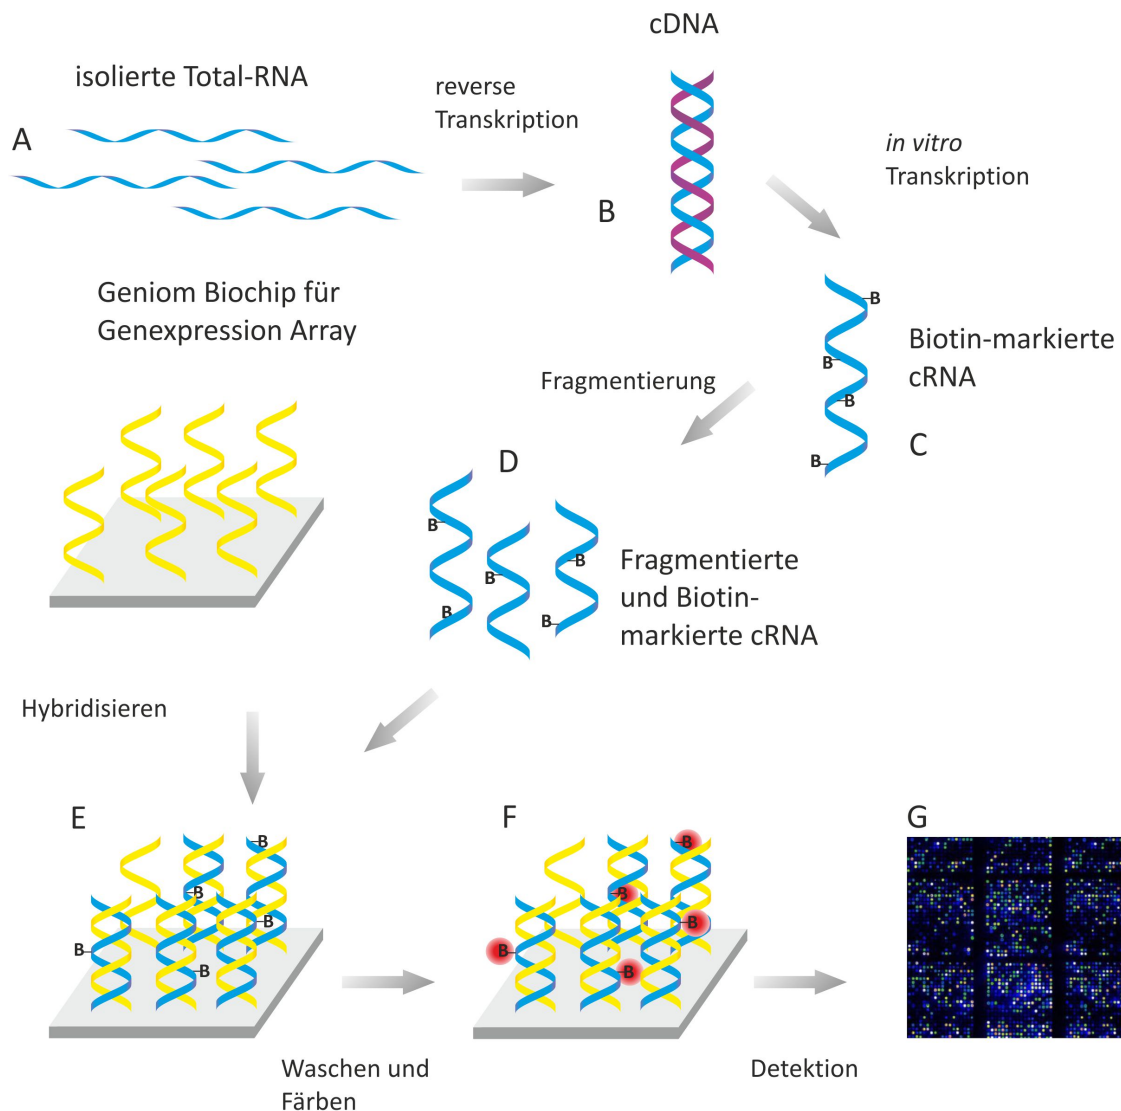 cDNA
isolierte Total-RNA
reverse
Transkription
A
in vitro
Transkription
B
Geniom Biochip für
Genexpression Array
B
Biotin-markierte
cRNA
B
Fragmentierung
B
C
B
D
B
B
B
B
B
Fragmentierte
und Biotin-
markierte cRNA
Hybridisieren
E
B
B
B
B
B
F
B
B
B
B
B
G
Waschen und
Färben
Detektion